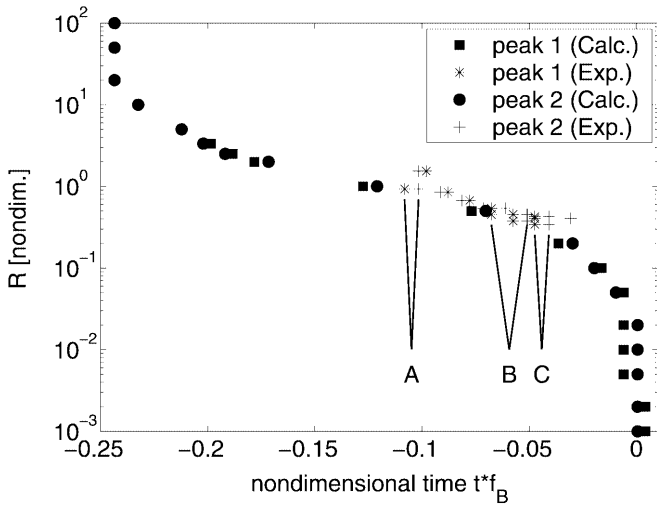 10^2
10^1
10^0
10^-1
10^-2
10^-3
R [nondim.]
peak 1 (Calc.)
peak 1 (Exp.)
peak 2 (Calc.)
peak 2 (Exp.)
A B C
−0.25 −0.2 −0.15 −0.1 −0.05 0
nondimensional time t*f_B